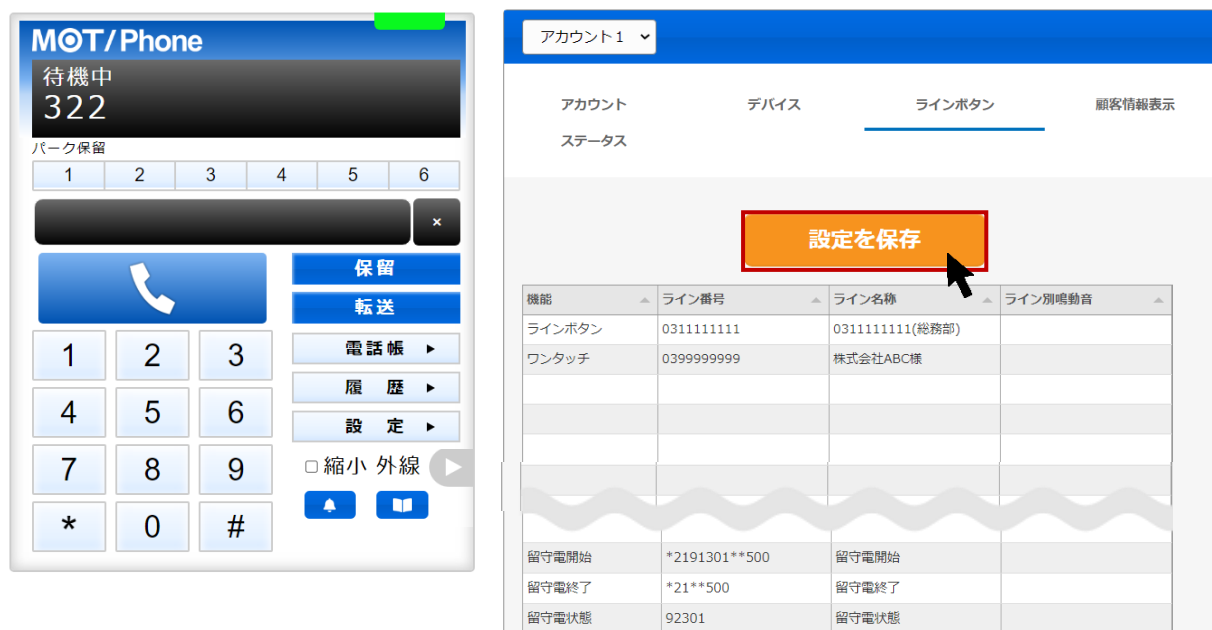 MOT/Phone
待機中
322
パーク保留
1 2 3 4 5 6
×
保留
転送
1 2 3
電話帳 ▶
履 歴 ▶
4 5 6
設 定 ▶
7 8 9
縮小 外線
* 0 #
アカウント1
アカウント デバイス ラインボタン 顧客情報表示
ステータス
設定を保存
機能 ライン番号 ライン名称 ライン別鳴動音
ラインボタン 0311111111 0311111111(総務部)
ワンタッチ 0399999999 株式会社ABC様
留守電開始 *2191301**500 留守電開始
留守電終了 *21**500 留守電終了
留守電状態 92301 留守電状態